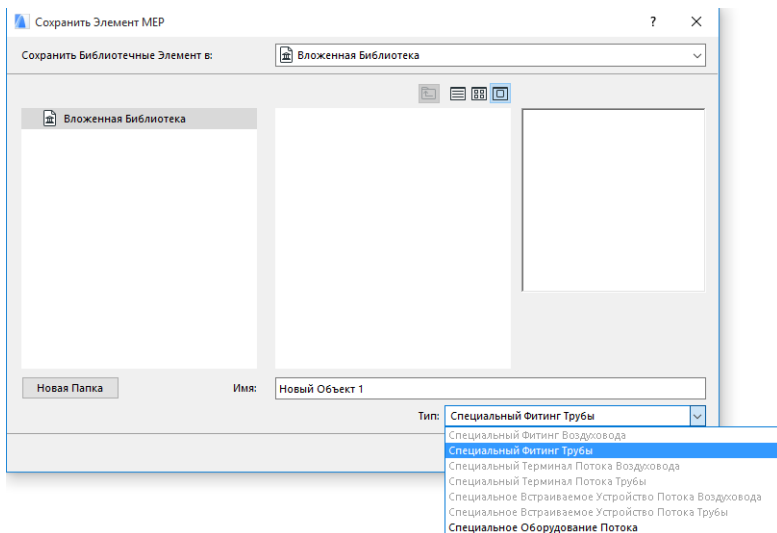 Сохранить Элемент MEP
Сохранить Библиотечные Элемент в:
Вложенная Библиотека
Вложенная Библиотека
Новая Папка
Имя:
Новый Объект 1
Тип:
Специальный Фитинг Трубы
Специальный Фитинг Воздуховода
Специальный Фитинг Трубы
Специальный Терминал Потока Воздуховода
Специальный Терминал Потока Трубы
Специальное Встраиваемое Устройство Потока Воздуховода
Специальное Встраиваемое Устройство Потока Трубы
Специальное Оборудование Потока